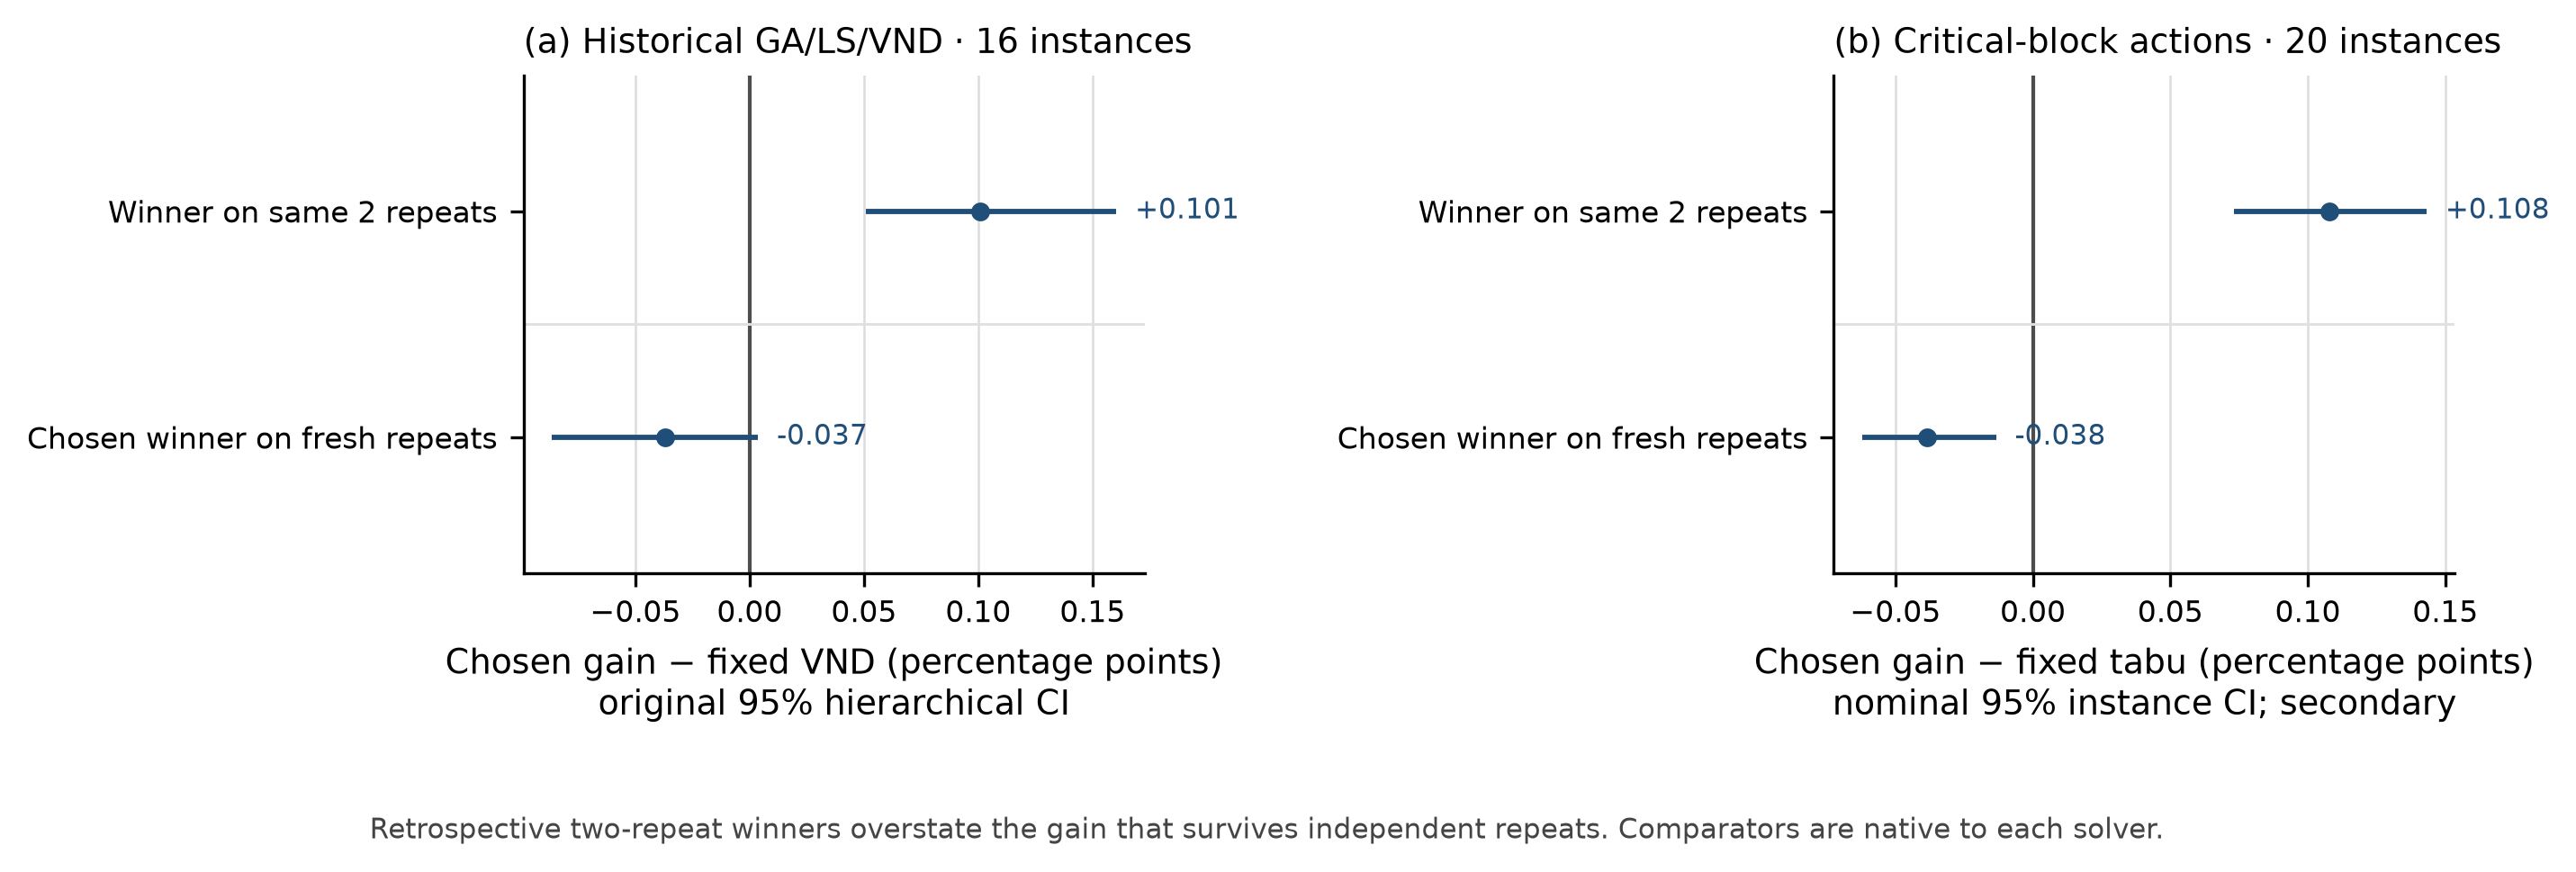 (a) Historical GA/LS/VND · 16 instances
Winner on same 2 repeats
+0.101
Chosen winner on fresh repeats
-0.037
−0.05 0.00 0.05 0.10 0.15
Chosen gain − fixed VND (percentage points)
original 95% hierarchical CI
(b) Critical-block actions · 20 instances
Winner on same 2 repeats
+0.108
Chosen winner on fresh repeats
-0.038
−0.05 0.00 0.05 0.10 0.15
Chosen gain − fixed tabu (percentage points)
nominal 95% instance CI; secondary
Retrospective two-repeat winners overstate the gain that survives independent repeats. Comparators are native to each solver.